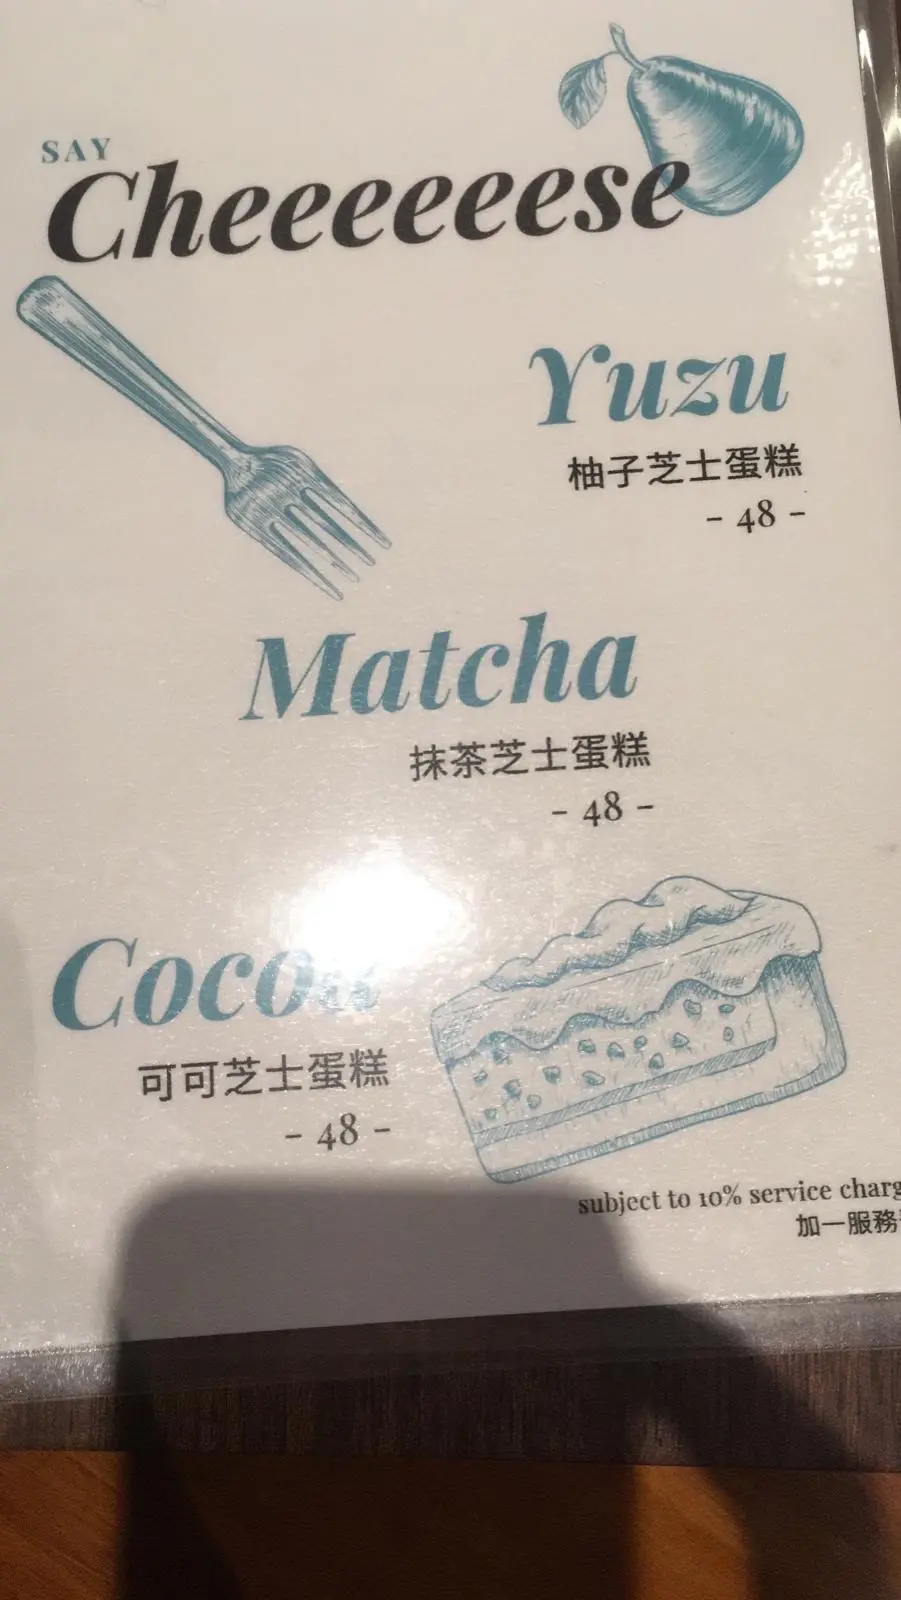 SAY
Cheeeeeese
Yuzu
柚子芝士蛋糕
- 48 -
Matcha
抹茶芝士蛋糕
- 48 -
Cocoa
可可芝士蛋糕
- 48 -
subject to 10% service charg
加一服務